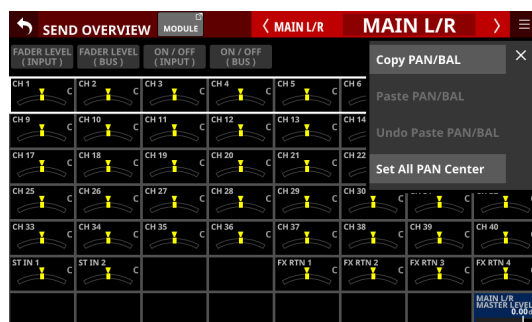 SEND OVERVIEW MODULE MAIN L/R MAIN L/R
FADER LEVEL FADER LEVEL ON / OFF ON / OFF
( INPUT ) ( BUS ) ( INPUT ) ( BUS )
Copy PAN/BAL
Paste PAN/BAL
Undo Paste PAN/BAL
Set All PAN Center
CH 1 C CH 2 C CH 3 C CH 4 C CH 5 C CH 6
CH 9 C CH 10 C CH 11 C CH 12 C CH 13 C CH 14
CH 17 C CH 18 C CH 19 C CH 20 C CH 21 C CH 22
CH 25 C CH 26 C CH 27 C CH 28 C CH 29 C CH 30 C C C
CH 33 C CH 34 C CH 35 C CH 36 C CH 37 C CH 38 C CH 39 C CH 40 C
ST IN 1 C ST IN 2 C FX RTN 1 C FX RTN 2 C FX RTN 3 C FX RTN 4 C
MAIN L/R
MASTER LEVEL
0.00